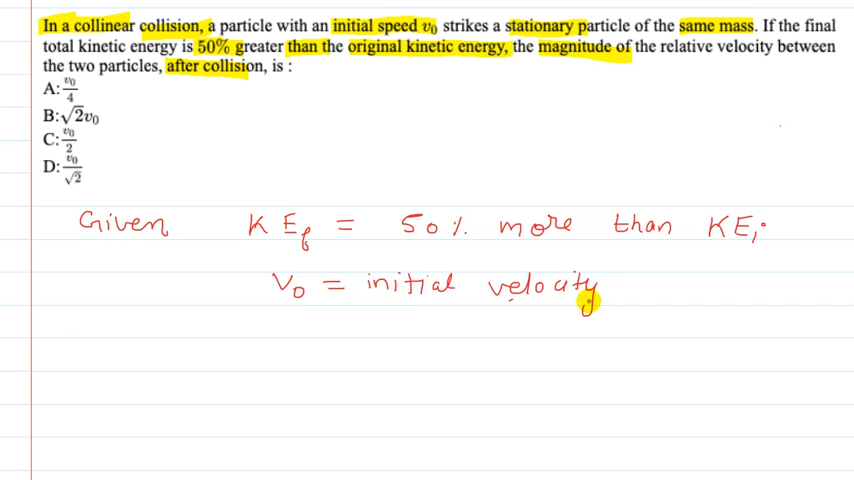 In a collinear collision, a particle with an initial speed v₀ strikes a stationary particle of the same mass. If the final
total kinetic energy is 50% greater than the original kinetic energy, the magnitude of the relative velocity between
the two particles, after collision, is :
A: v₀/4
B: √2v₀
C: v₀/2
D: v₀/√2
Given KE_f = 50% more than KE_i.
V₀ = initial velocity